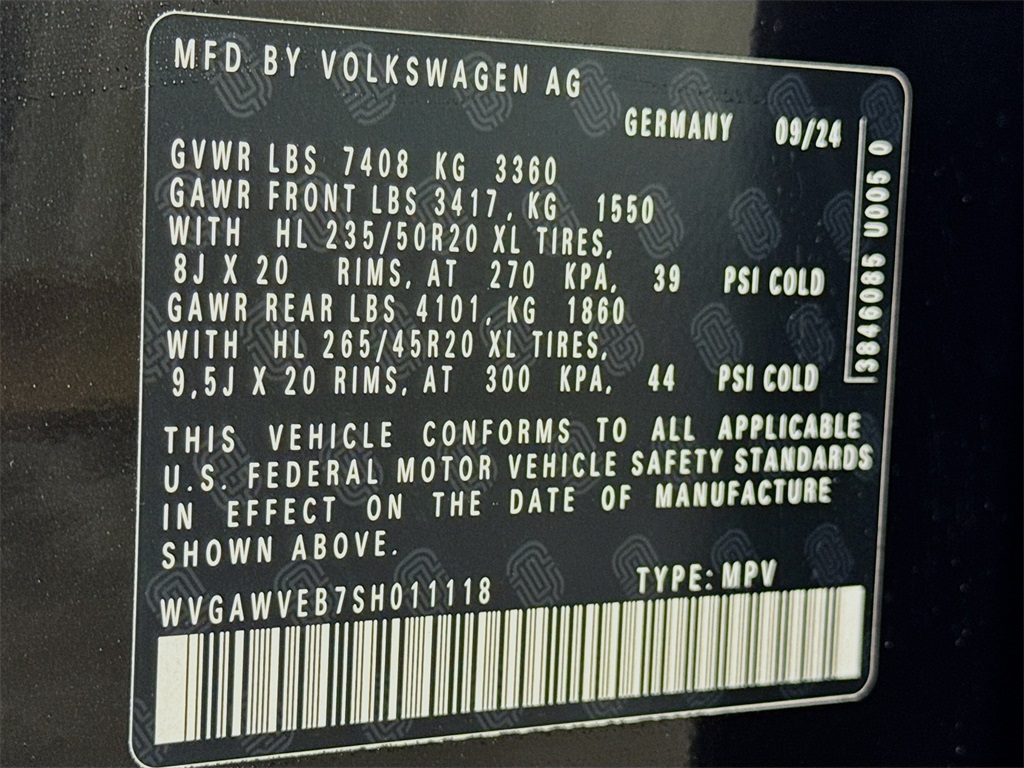 MFD BY VOLKSWAGEN AG
GERMANY 09/24
GVWR LBS 7408 KG 3360
GAWR FRONT LBS 3417, KG 1550
WITH HL 235/50R20 XL TIRES,
8J X 20 RIMS, AT 270 KPA, 39 PSI COLD
GAWR REAR LBS 4101, KG 1860
WITH HL 265/45R20 XL TIRES,
9,5J X 20 RIMS, AT 300 KPA, 44 PSI COLD
THIS VEHICLE CONFORMS TO ALL APPLICABLE
U.S. FEDERAL MOTOR VEHICLE SAFETY STANDARDS
IN EFFECT ON THE DATE OF MANUFACTURE
SHOWN ABOVE.
WVGAWVEB7SH011118 TYPE: MPV
3846085 U005 0